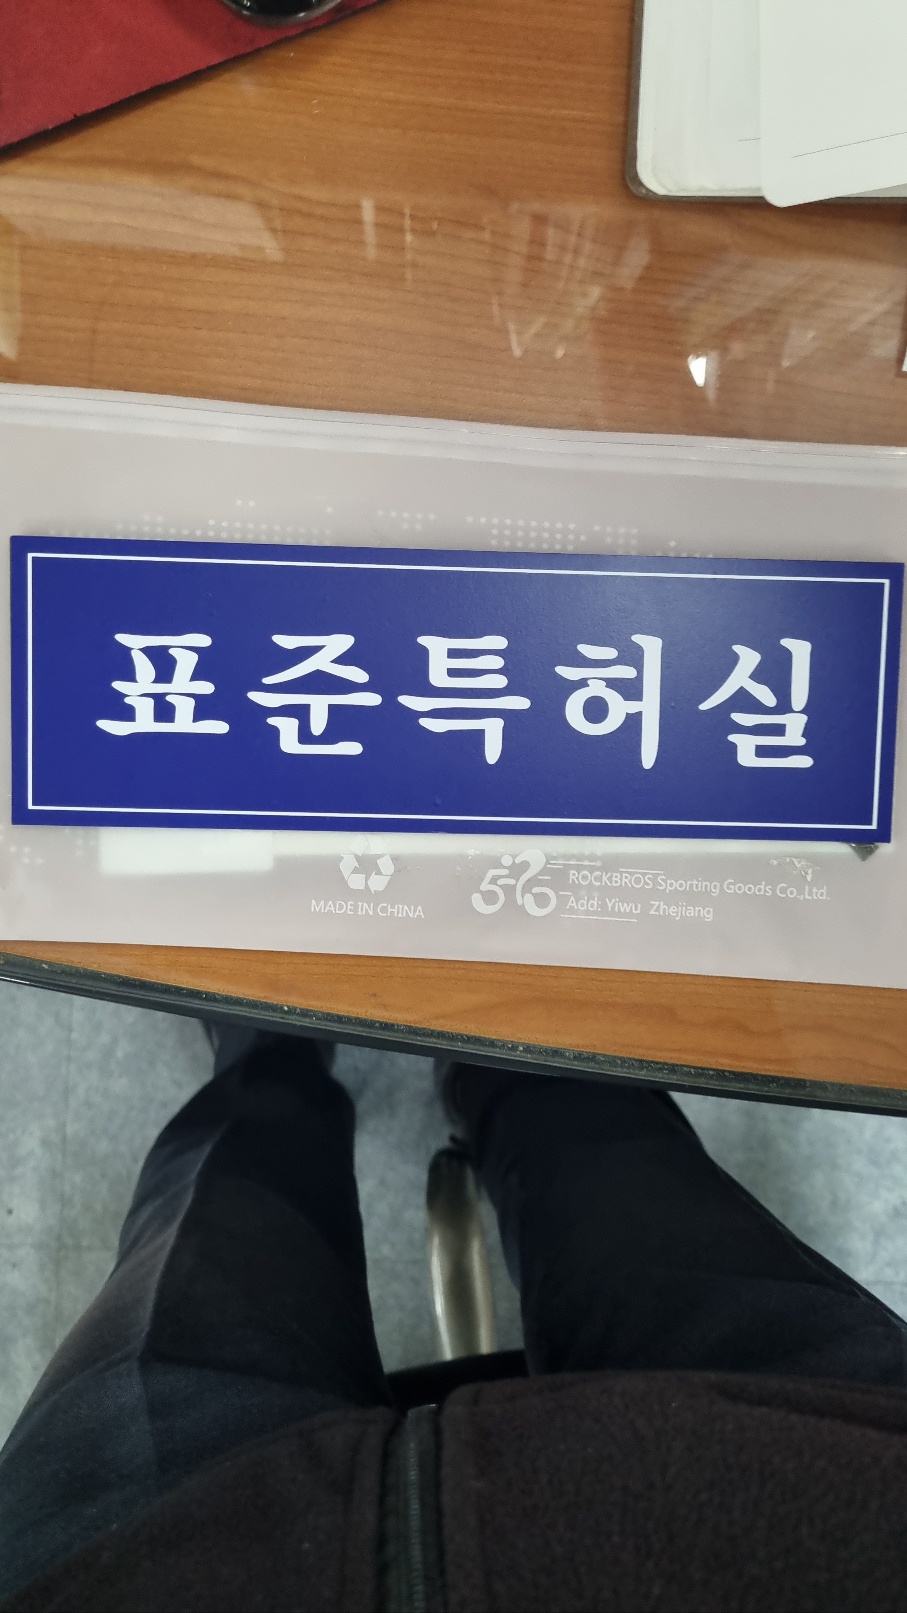 표준특허실
MADE IN CHINA
ROCKBROS Sporting Goods Co.,Ltd.
Add: Yiwu Zhejiang